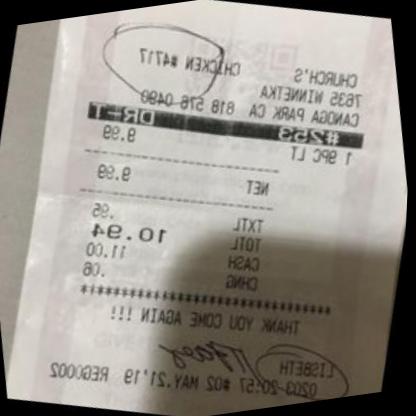 CHURCH'S CHICKEN #4717
7635 WINNETKA
CANOGA PARK CA 818 576 0490
#253 DR-T
1 9PC LT 9.99
NET 9.99
TXTL .95
TOTL 10.94
CASH 11.00
CHNG .06
THANK YOU COME AGAIN !!!
LISBETH
0203-20:57 #02 MAY.21'19 REG0002